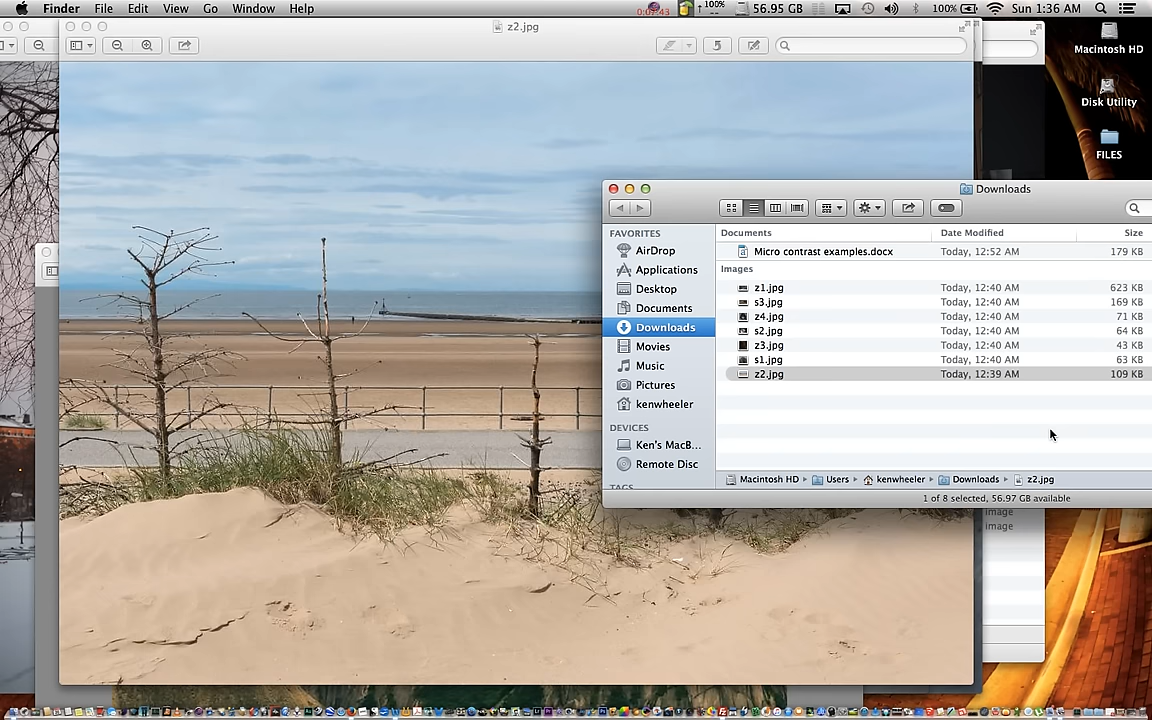 Finder File Edit View Go Window Help
0:07:43 100% 56.95 GB 100% Sun 1:36 AM
z2.jpg
Macintosh HD
Disk Utility
FILES
Downloads
FAVORITES
AirDrop
Applications
Desktop
Documents
Downloads
Movies
Music
Pictures
kenwheeler
DEVICES
Ken's MacB...
Remote Disc
TAGS
Documents Date Modified Size
Micro contrast examples.docx Today, 12:52 AM 179 KB
Images
z1.jpg Today, 12:40 AM 623 KB
s3.jpg Today, 12:40 AM 169 KB
z4.jpg Today, 12:40 AM 71 KB
s2.jpg Today, 12:40 AM 64 KB
z3.jpg Today, 12:40 AM 43 KB
s1.jpg Today, 12:40 AM 63 KB
z2.jpg Today, 12:39 AM 109 KB
Macintosh HD Users kenwheeler Downloads z2.jpg
1 of 8 selected, 56.97 GB available
image
image